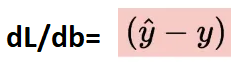 dL/db= (ŷ − y)